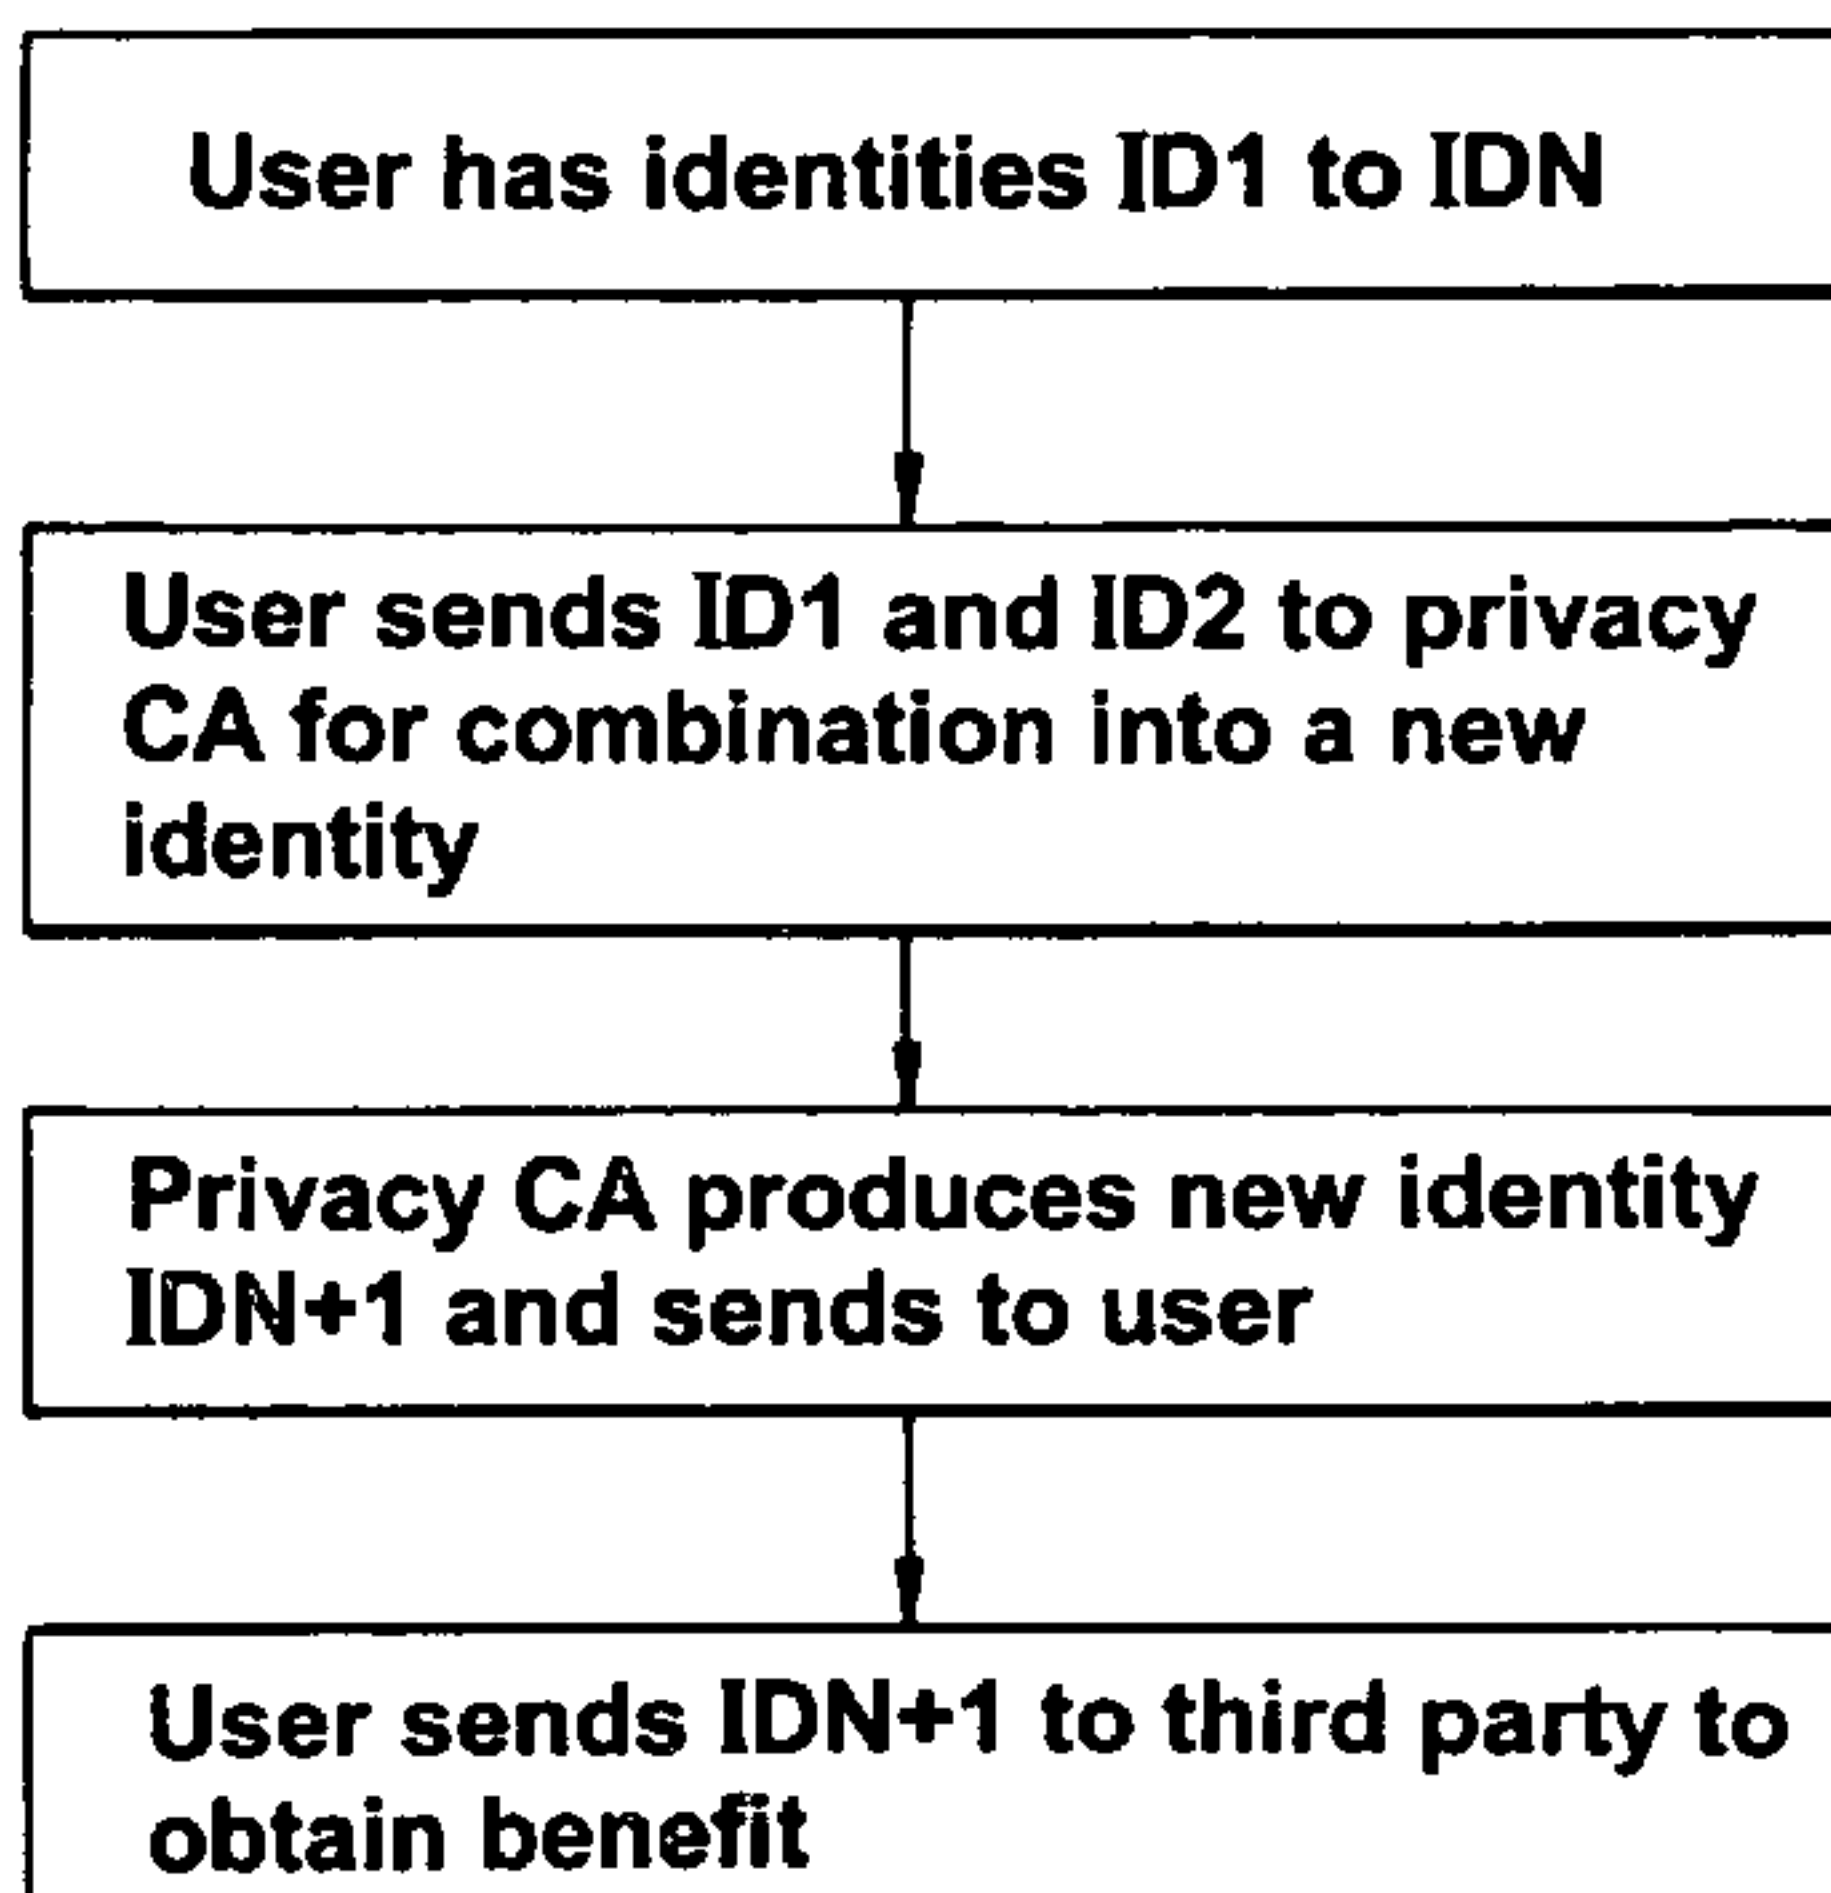 User has identities ID1 to IDN
User sends ID1 and ID2 to privacy
CA for combination into a new
identity
Privacy CA produces new identity
IDN+1 and sends to user
User sends IDN+1 to third party to
obtain benefit